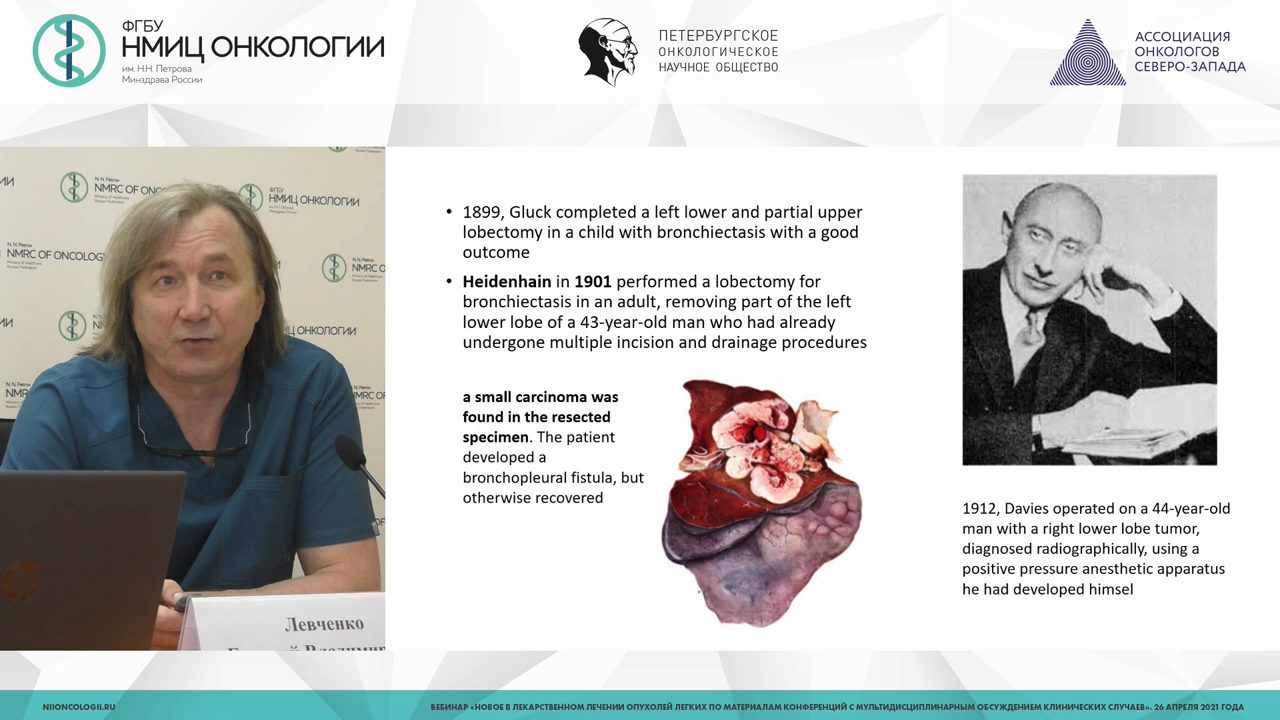 ФГБУ
НМИЦ ОНКОЛОГИИ
им. Н.Н. Петрова
Минздрава России
ПЕТЕРБУРГСКОЕ
ОНКОЛОГИЧЕСКОЕ
НАУЧНОЕ ОБЩЕСТВО
АССОЦИАЦИЯ
ОНКОЛОГОВ
СЕВЕРО-ЗАПАДА
N.N. Petrov
NMRC OF ONCO
ФГБУ
НМИЦ ОНКОЛОГИИ
N.N. Petrov
NMRC OF ONCOLOG
ОНКОЛОГИИ
Левченко
• 1899, Gluck completed a left lower and partial upper
lobectomy in a child with bronchiectasis with a good
outcome
• Heidenhain in 1901 performed a lobectomy for
bronchiectasis in an adult, removing part of the left
lower lobe of a 43-year-old man who had already
undergone multiple incision and drainage procedures
a small carcinoma was
found in the resected
specimen. The patient
developed a
bronchopleural fistula, but
otherwise recovered
1912, Davies operated on a 44-year-old
man with a right lower lobe tumor,
diagnosed radiographically, using a
positive pressure anesthetic apparatus
he had developed himsel
NIIONCOLOGII.RU
ВЕБИНАР «НОВОЕ В ЛЕКАРСТВЕННОМ ЛЕЧЕНИИ ОПУХОЛЕЙ ЛЕГКИХ ПО МАТЕРИАЛАМ КОНФЕРЕНЦИЙ С МУЛЬТИДИСЦИПЛИНАРНЫМ ОБСУЖДЕНИЕМ КЛИНИЧЕСКИХ СЛУЧАЕВ». 26 АПРЕЛЯ 2021 ГОДА